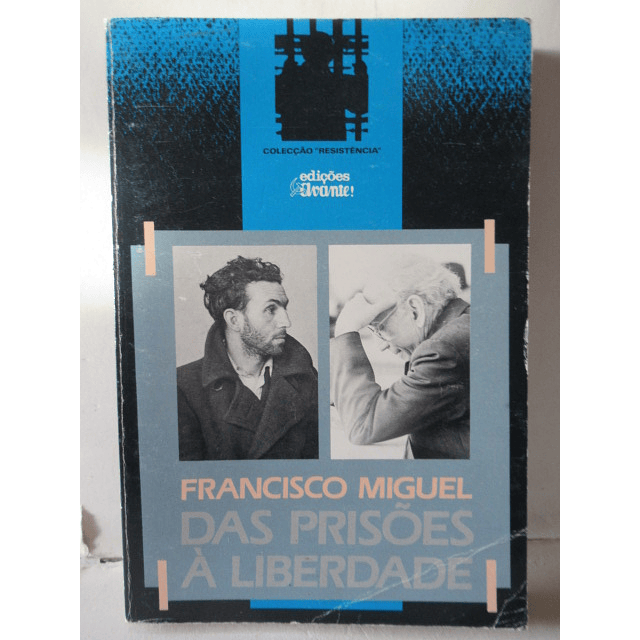 COLECÇÃO "RESISTÊNCIA"
edições
Avante!
FRANCISCO MIGUEL
DAS PRISÕES
À LIBERDADE